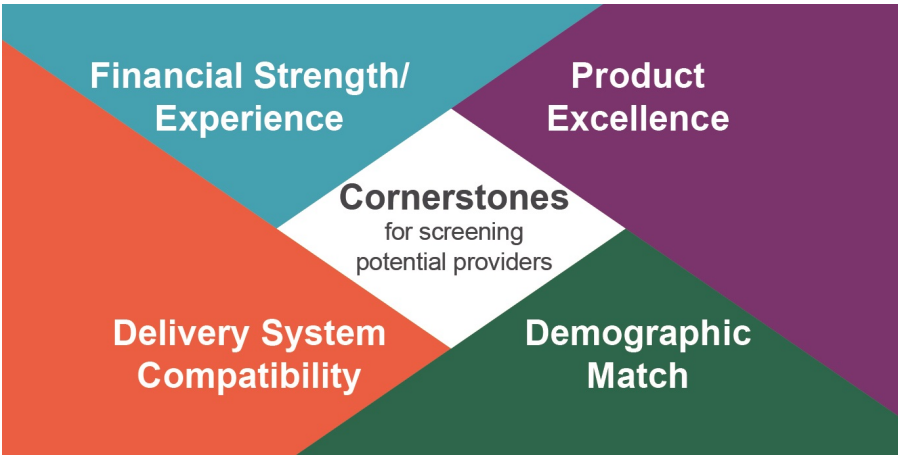 Financial Strength/
Experience
Product
Excellence
Cornerstones
for screening
potential providers
Delivery System
Compatibility
Demographic
Match